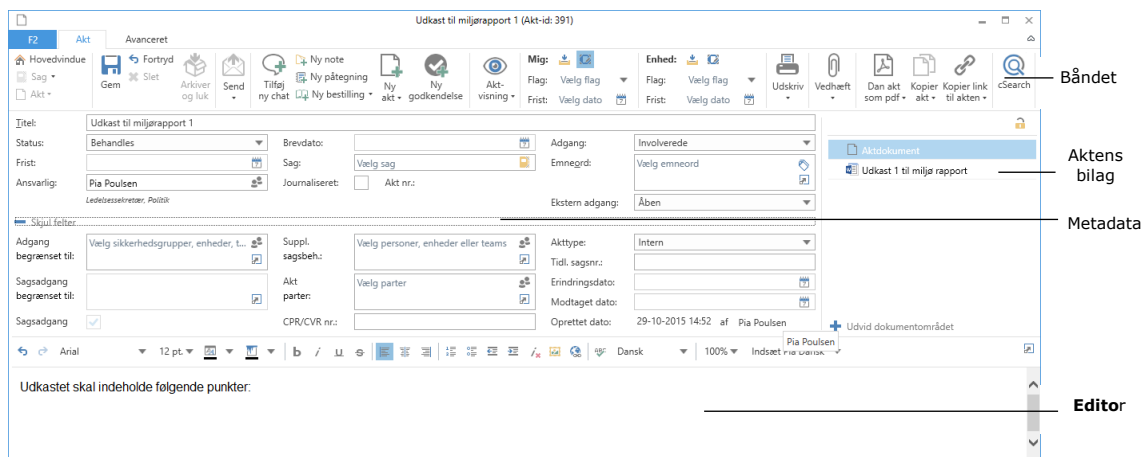 Udkast til miljørapport 1 (Akt-id: 391)
F2 Akt Avanceret
Hovedvindue
Sag
Akt
Gem
Fortryd
Slet
Arkiver og luk
Send
Tilføj ny chat
Ny note
Ny påtegning
Ny bestilling
Ny akt
Ny godkendelse
Akt-visning
Mig:
Flag: Vælg flag
Frist: Vælg dato
Enhed:
Flag: Vælg flag
Frist: Vælg dato
Udskriv
Vedhæft
Dan akt som pdf
Kopier akt
Kopier link til akten
cSearch
Båndet
Titel: Udkast til miljørapport 1
Status: Behandles Brevdato: Adgang: Involverede
Aktdokument
Frist: Sag: Vælg sag Emneord: Vælg emneord
Udkast 1 til miljø rapport
Aktens bilag
Ansvarlig: Pia Poulsen Journaliseret: Akt nr.:
Ledelsessekretær, Politik
Ekstern adgang: Åben
Skjul felter
Metadata
Adgang begrænset til: Vælg sikkerhedsgrupper, enheder, t... Suppl. sagsbeh.: Vælg personer, enheder eller teams Akttype: Intern
Tidl. sagsnr.:
Sagsadgang begrænset til: Akt parter: Vælg parter Erindringsdato:
Modtaget dato:
Sagsadgang CPR/CVR nr.: Oprettet dato: 29-10-2015 14:52 af Pia Poulsen
Udvid dokumentområdet
Pia Poulsen
Arial 12 pt. b i u s ABC Dansk 100% Indsæt Pia Dansk
Udkastet skal indeholde følgende punkter:
Editor